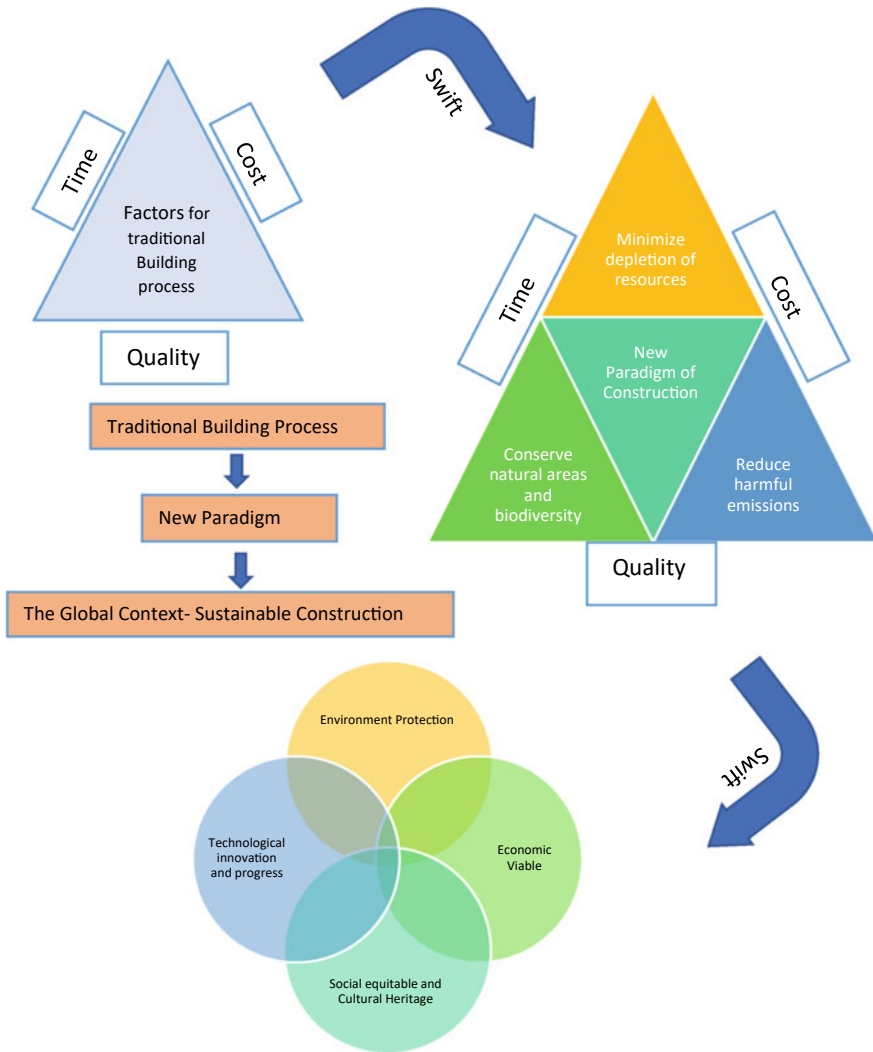 Swift
Time
Cost
Factors for
traditional
Building
process
Quality
Traditional Building Process
New Paradigm
The Global Context- Sustainable Construction
Time
Cost
Minimize
depletion of
resources
New
Paradigm of
Construction
Conserve
natural areas
and
biodiversity
Reduce
harmful
emissions
Quality
Swift
Environment Protection
Technological
innovation
and progress
Economic
Viable
Social equitable and
Cultural Heritage